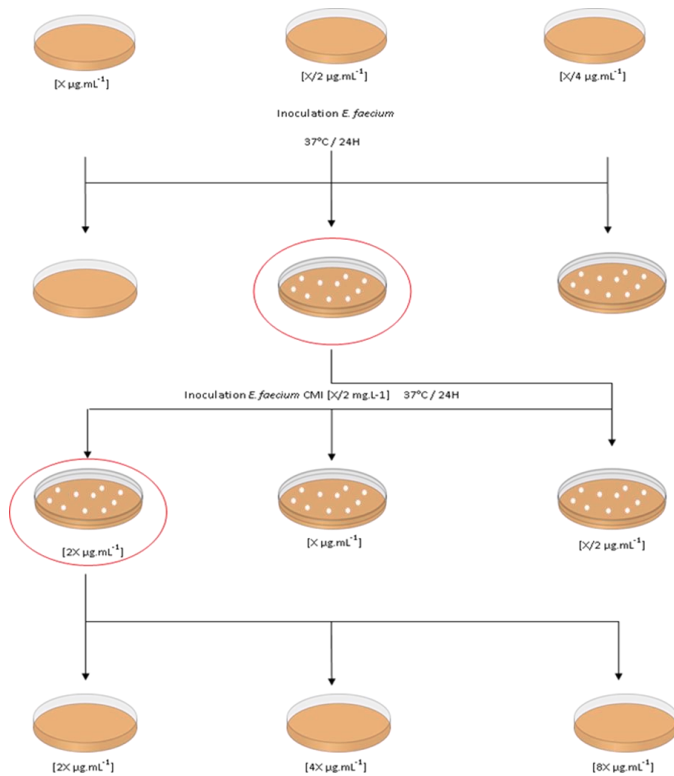 [X µg.mL⁻¹]
[X/2 µg.mL⁻¹]
[X/4 µg.mL⁻¹]
Inoculation E. faecium
37°C / 24H
Inoculation E. faecium CMI [X/2 mg.L-1] 37°C / 24H
[2X µg.mL⁻¹]
[X µg.mL⁻¹]
[X/2 µg.mL⁻¹]
[2X µg.mL⁻¹]
[4X µg.mL⁻¹]
[8X µg.mL⁻¹]